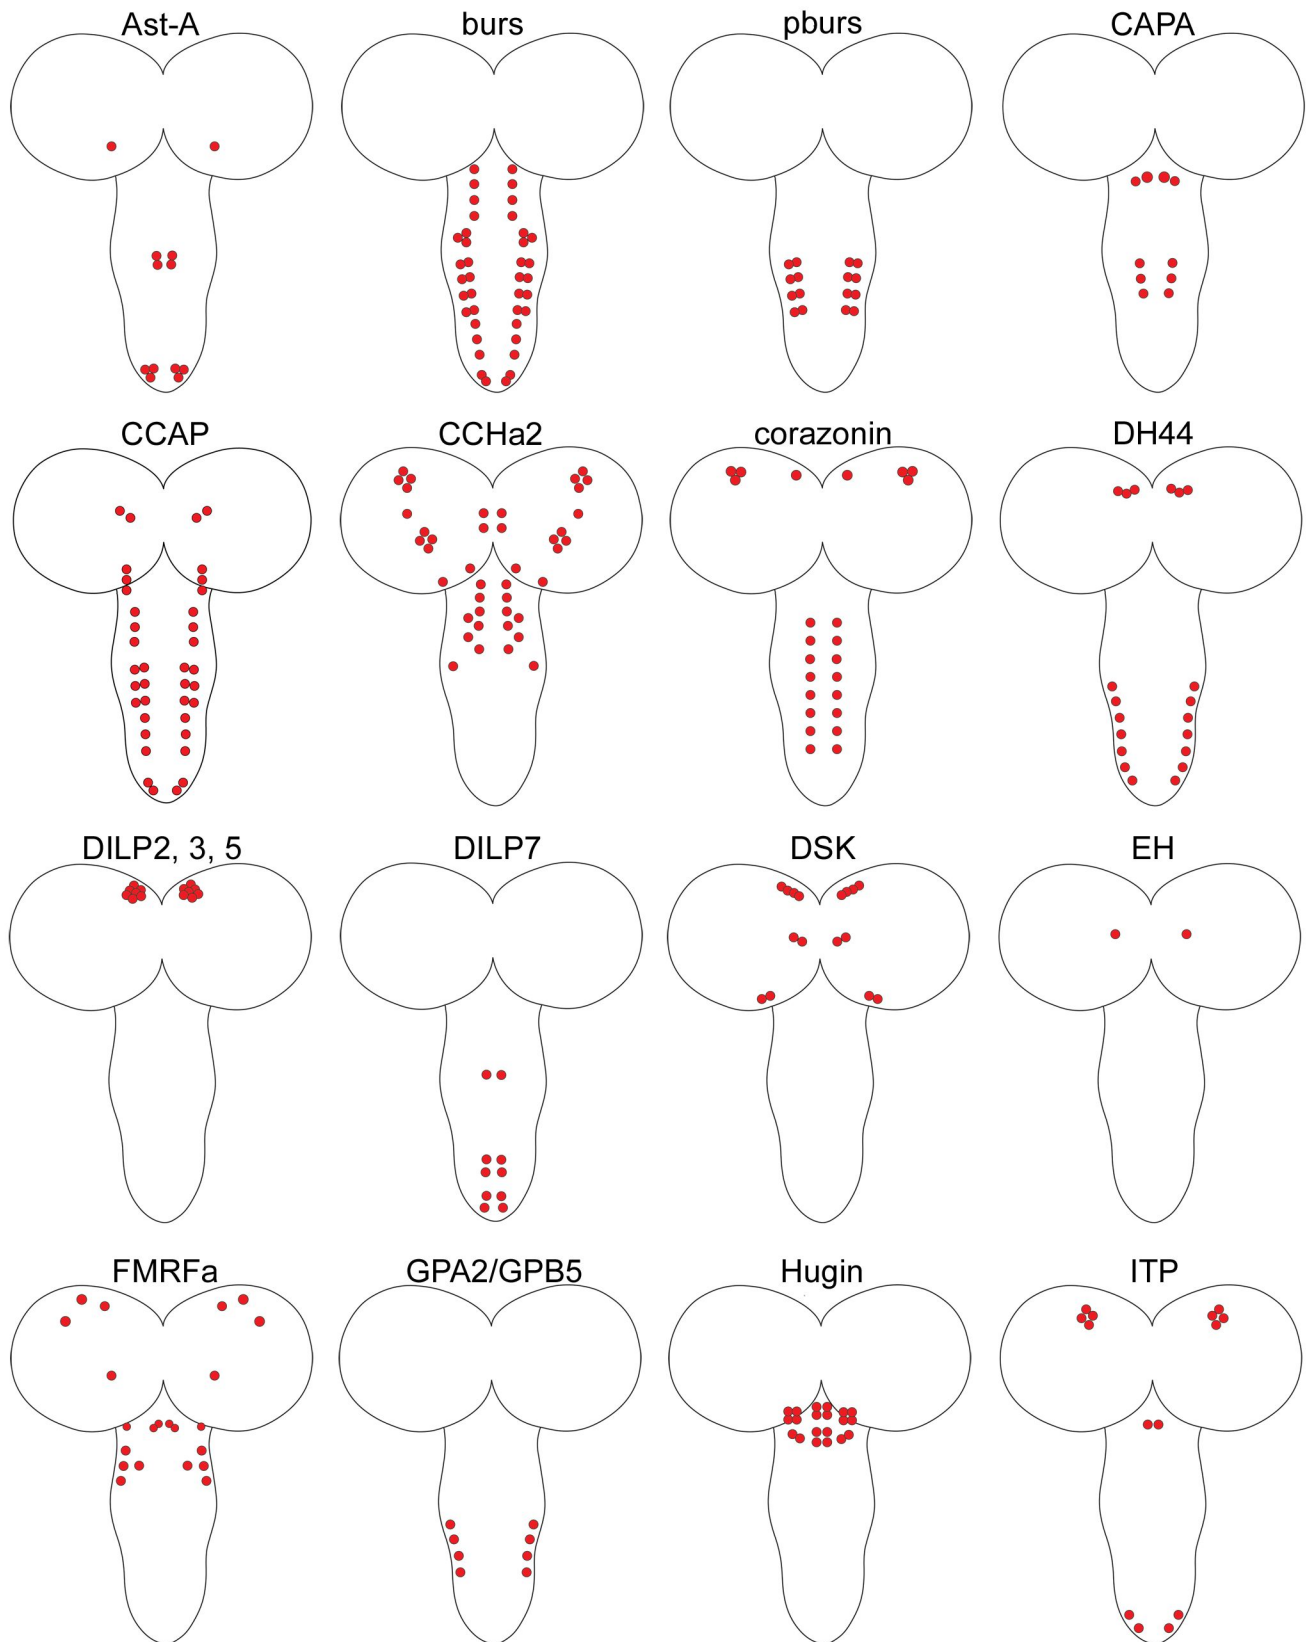 Ast-A
burs
pburs
CAPA
CCAP
CCHa2
corazonin
DH44
DILP2, 3, 5
DILP7
DSK
EH
FMRFa
GPA2/GPB5
Hugin
ITP